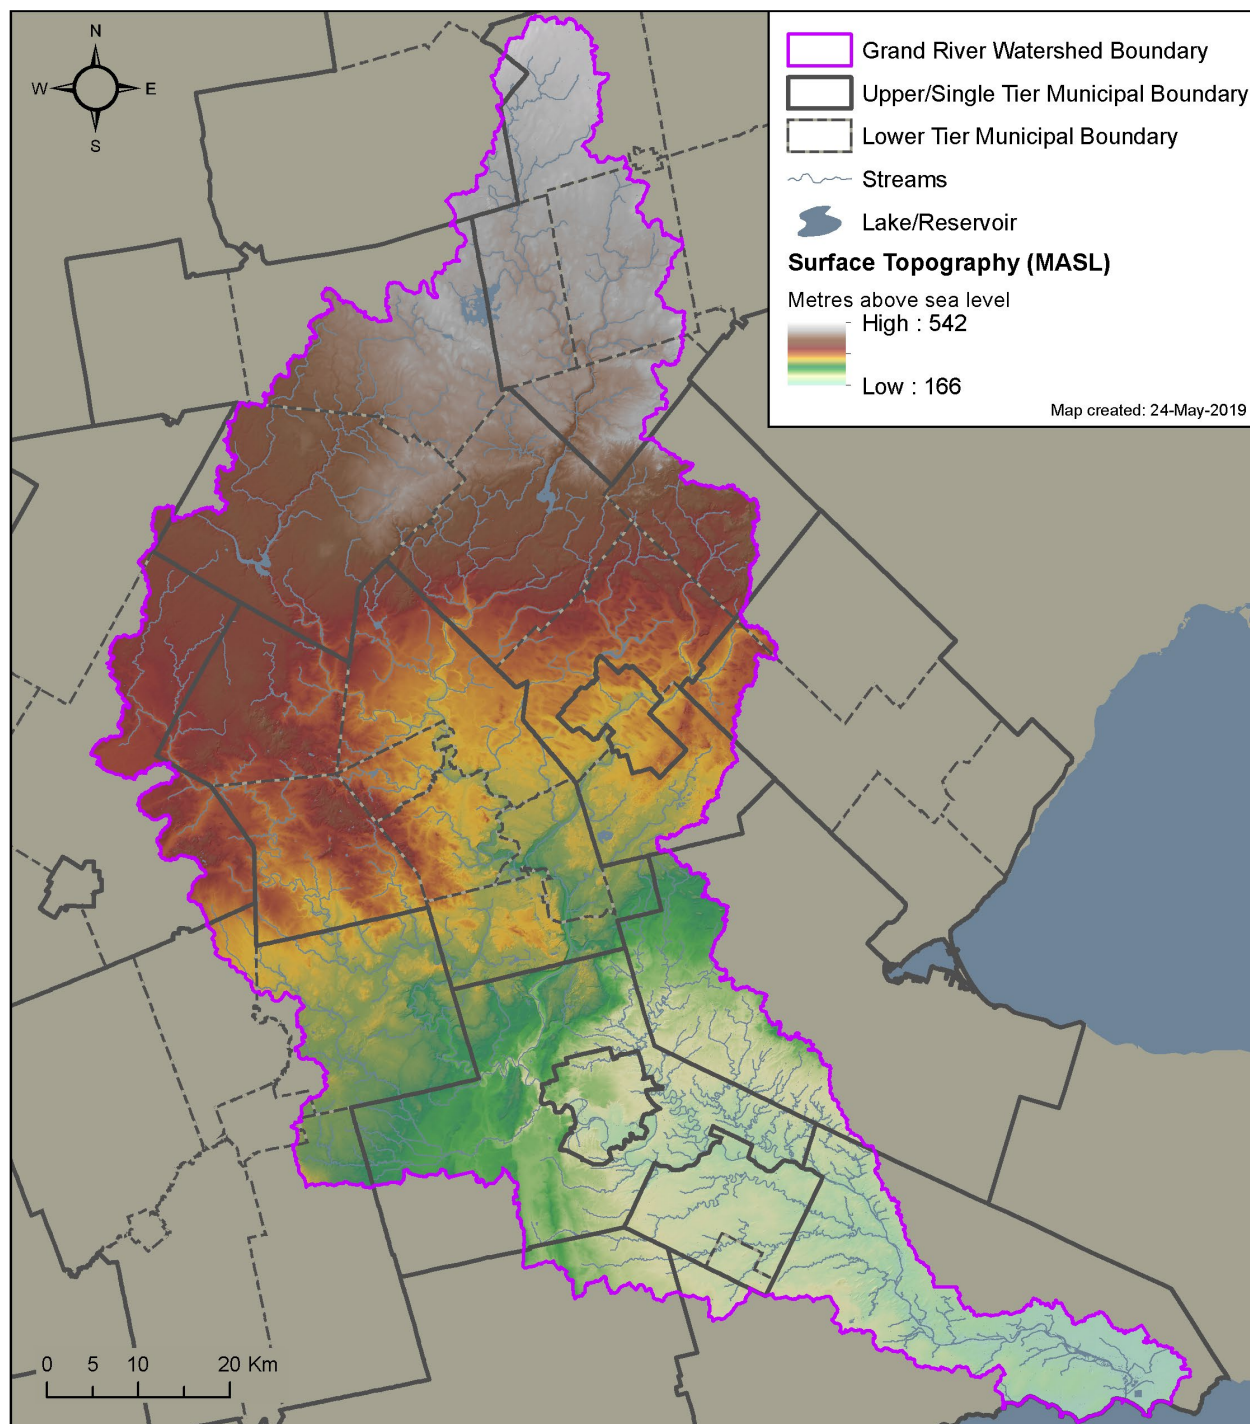 N
W E
S
Grand River Watershed Boundary
Upper/Single Tier Municipal Boundary
Lower Tier Municipal Boundary
Streams
Lake/Reservoir
Surface Topography (MASL)
Metres above sea level
High : 542
Low : 166
Map created: 24-May-2019
0 5 10 20 Km